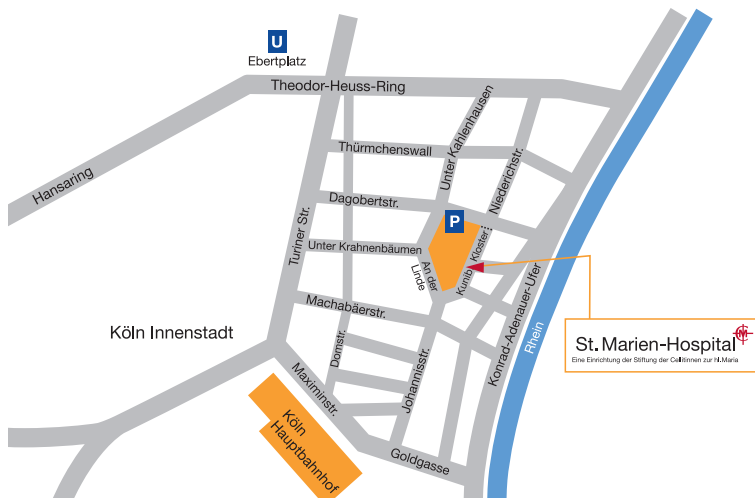 U
Ebertplatz
Theodor-Heuss-Ring
Hansaring
Unter Kahlenhausen
Thürmchenswall
Niederichstr.
Dagobertstr.
P
Turiner Str.
Unter Krahnenbäumen
An der
Linde
Kunib.
Kloster
Konrad-Adenauer-Ufer
Rhein
Machabäerstr.
Köln Innenstadt
Domstr.
Johannisstr.
Maximinstr.
St. Marien-Hospital
M
Eine Einrichtung der Stiftung der Cellitinnen zur hl. Maria
Köln
Hauptbahnhof
Goldgasse